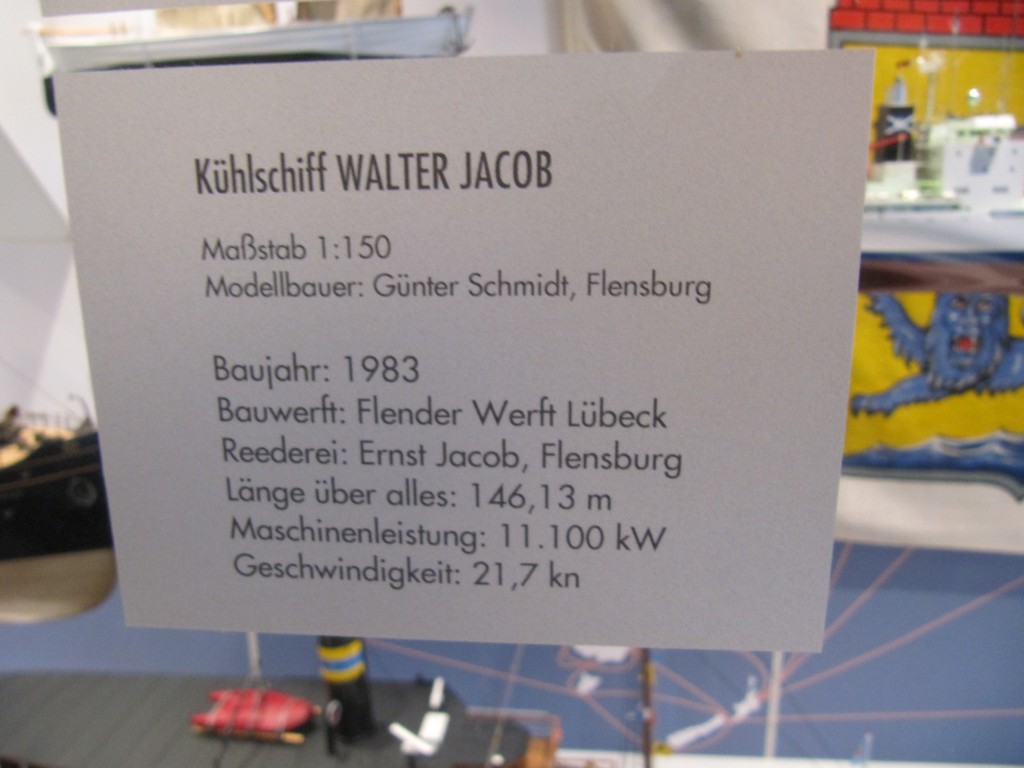 Kühlschiff WALTER JACOB
Maßstab 1:150
Modellbauer: Günter Schmidt, Flensburg
Baujahr: 1983
Bauwerft: Flender Werft Lübeck
Reederei: Ernst Jacob, Flensburg
Länge über alles: 146,13 m
Maschinenleistung: 11.100 kW
Geschwindigkeit: 21,7 kn